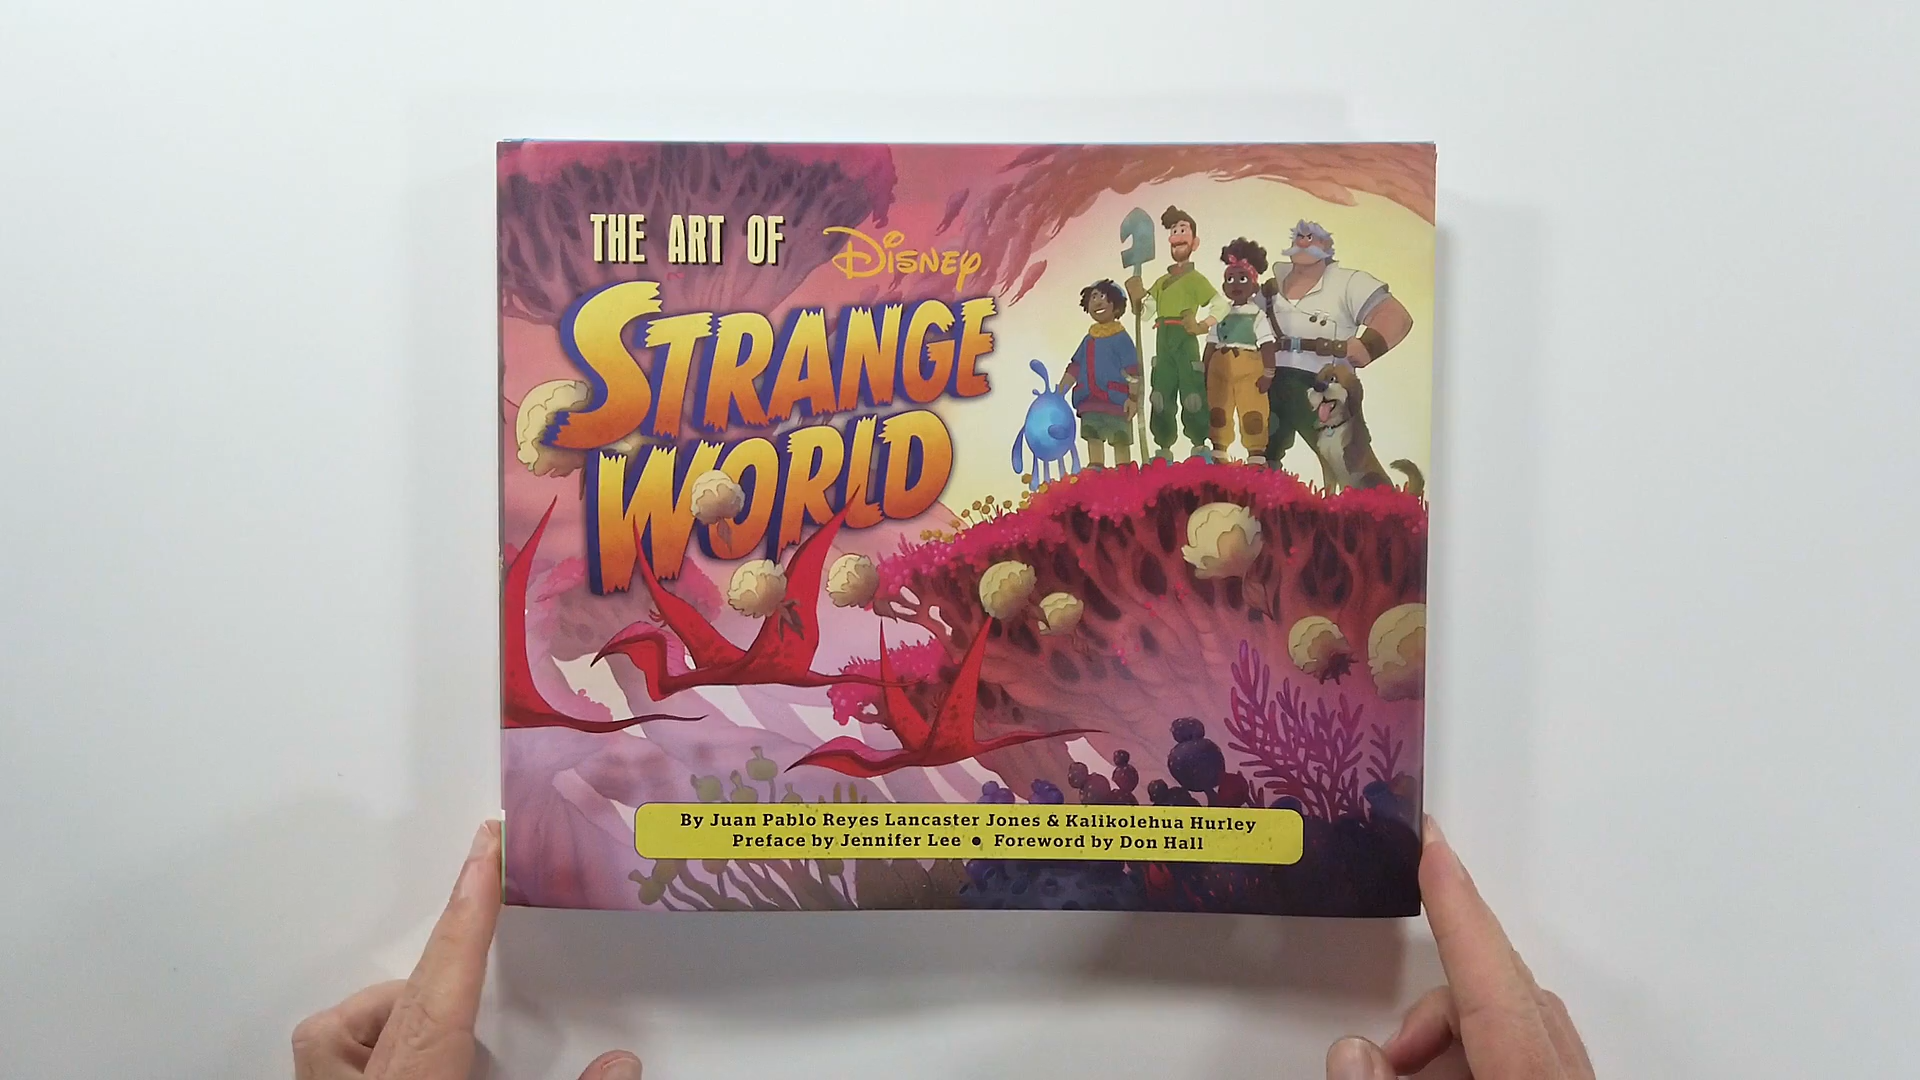 THE ART OF DISNEY
STRANGE
WORLD
By Juan Pablo Reyes Lancaster Jones & Kalikolehua Hurley
Preface by Jennifer Lee • Foreword by Don Hall